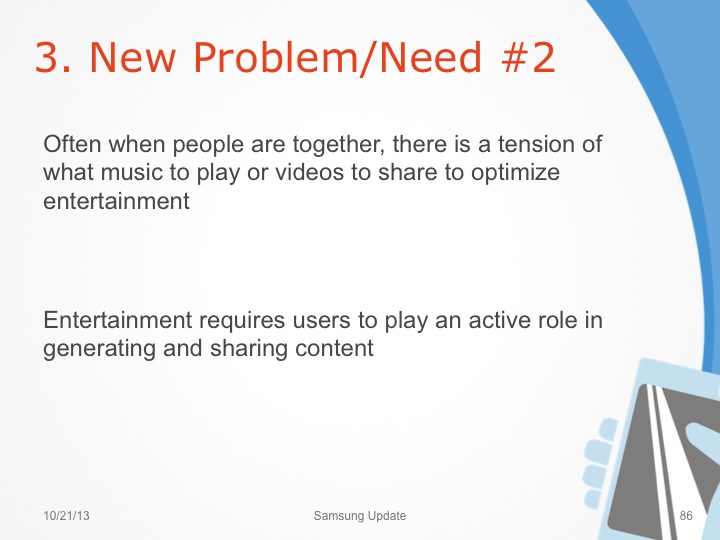 3. New Problem/Need #2
Often when people are together, there is a tension of
what music to play or videos to share to optimize
entertainment
Entertainment requires users to play an active role in
generating and sharing content
10/21/13
Samsung Update
86